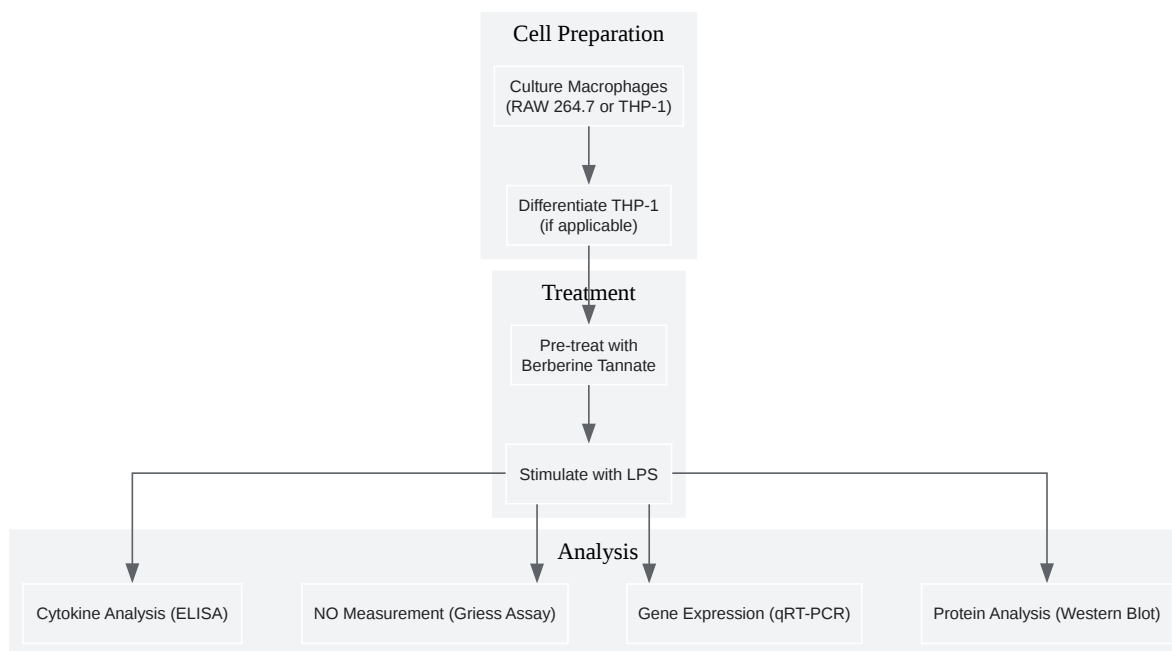 Cell Preparation
Culture Macrophages
(RAW 264.7 or THP-1)
Differentiate THP-1
(if applicable)
Treatment
Pre-treat with
Berberine Tannate
Stimulate with LPS
Analysis
Cytokine Analysis (ELISA)
NO Measurement (Griess Assay)
Gene Expression (qRT-PCR)
Protein Analysis (Western Blot)